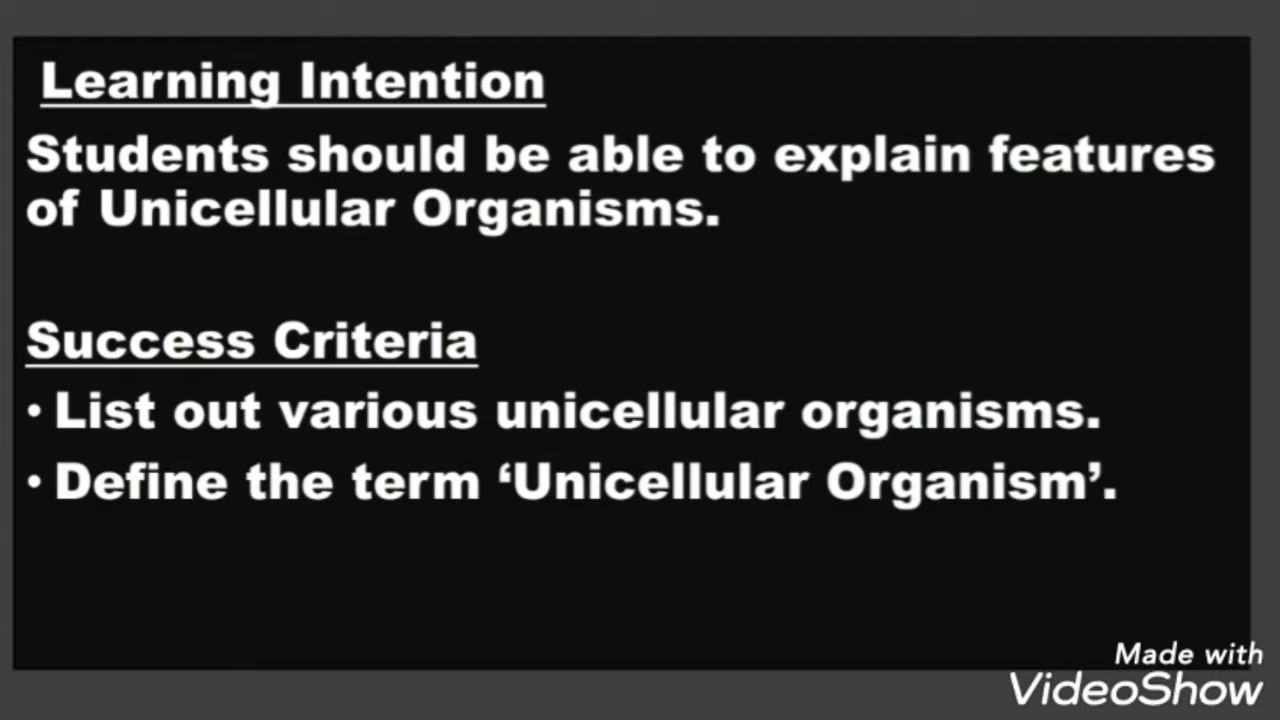 Learning Intention
Students should be able to explain features
of Unicellular Organisms.
Success Criteria
• List out various unicellular organisms.
• Define the term ‘Unicellular Organism’.
Made with
VideoShow